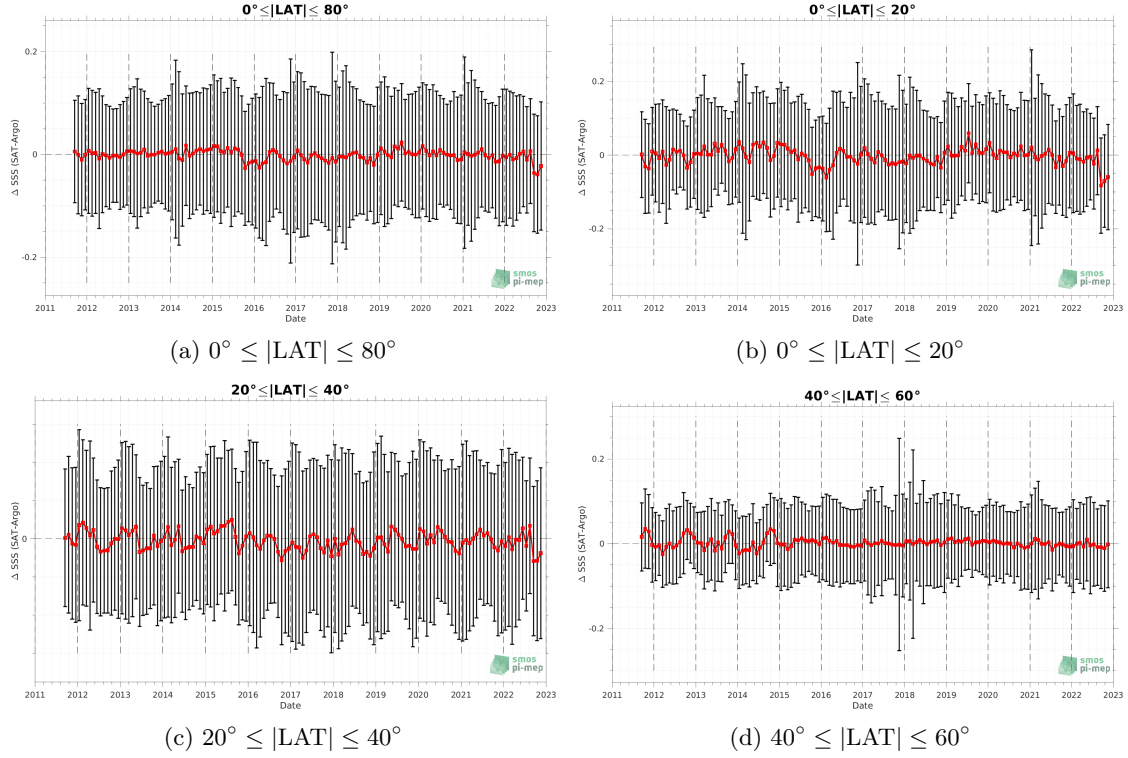 0°≤|LAT|≤ 80°
Δ SSS (SAT-Argo)
0.2
0
-0.2
2011 2012 2013 2014 2015 2016 2017 2018 2019 2020 2021 2022 2023
Date
smos
pi-mep
(a) 0° ≤ |LAT| ≤ 80°
0°≤|LAT|≤ 20°
Δ SSS (SAT-Argo)
0.2
0
-0.2
2011 2012 2013 2014 2015 2016 2017 2018 2019 2020 2021 2022 2023
Date
smos
pi-mep
(b) 0° ≤ |LAT| ≤ 20°
20°≤|LAT|≤ 40°
Δ SSS (SAT-Argo)
0
2011 2012 2013 2014 2015 2016 2017 2018 2019 2020 2021 2022 2023
Date
smos
pi-mep
(c) 20° ≤ |LAT| ≤ 40°
40°≤|LAT|≤ 60°
Δ SSS (SAT-Argo)
0.2
0
-0.2
2011 2012 2013 2014 2015 2016 2017 2018 2019 2020 2021 2022 2023
Date
smos
pi-mep
(d) 40° ≤ |LAT| ≤ 60°